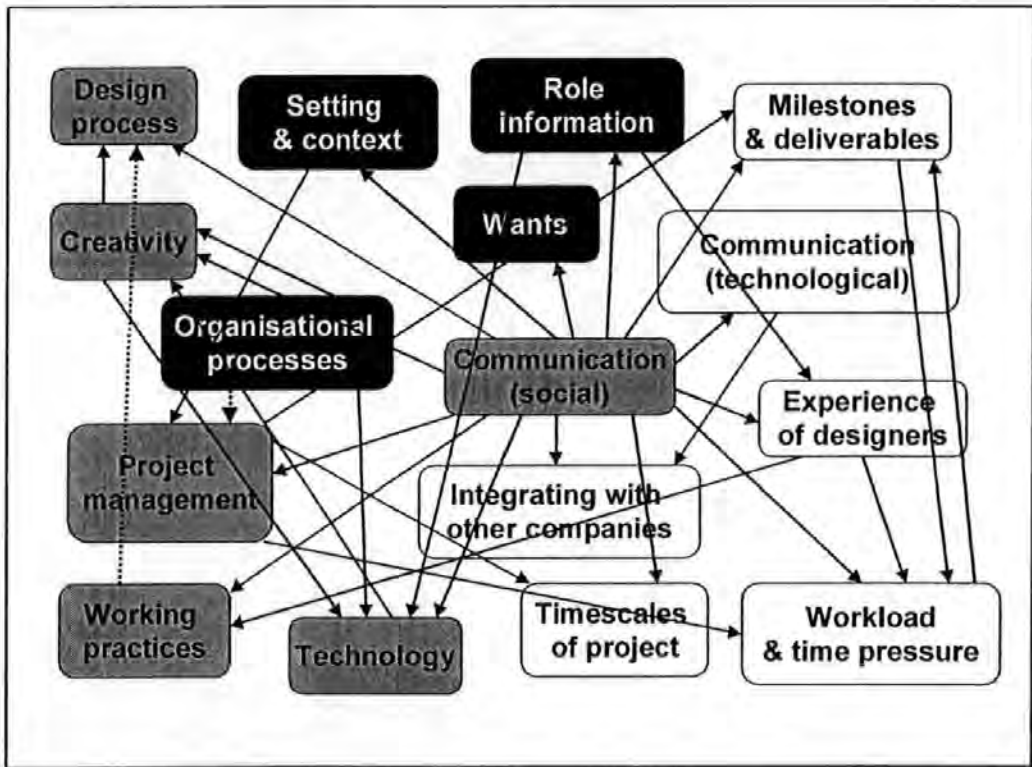 Design
process
Setting
& context
Role
information
Milestones
& deliverables
Creativity
Wants
Communication
(technological)
Organisational
processes
Communication
(social)
Experience
of designers
Project
management
Integrating with
other companies
Working
practices
Technology
Timescales
of project
Workload
& time pressure